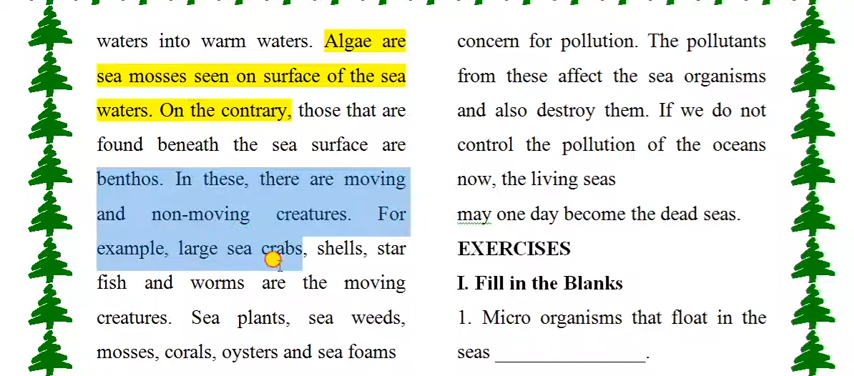 waters into warm waters. Algae are
sea mosses seen on surface of the sea
waters. On the contrary, those that are
found beneath the sea surface are
benthos. In these, there are moving
and non-moving creatures. For
example, large sea crabs, shells, star
fish and worms are the moving
creatures. Sea plants, sea weeds,
mosses, corals, oysters and sea foams
concern for pollution. The pollutants
from these affect the sea organisms
and also destroy them. If we do not
control the pollution of the oceans
now, the living seas
may one day become the dead seas.
EXERCISES
I. Fill in the Blanks
1. Micro organisms that float in the
seas _______________.